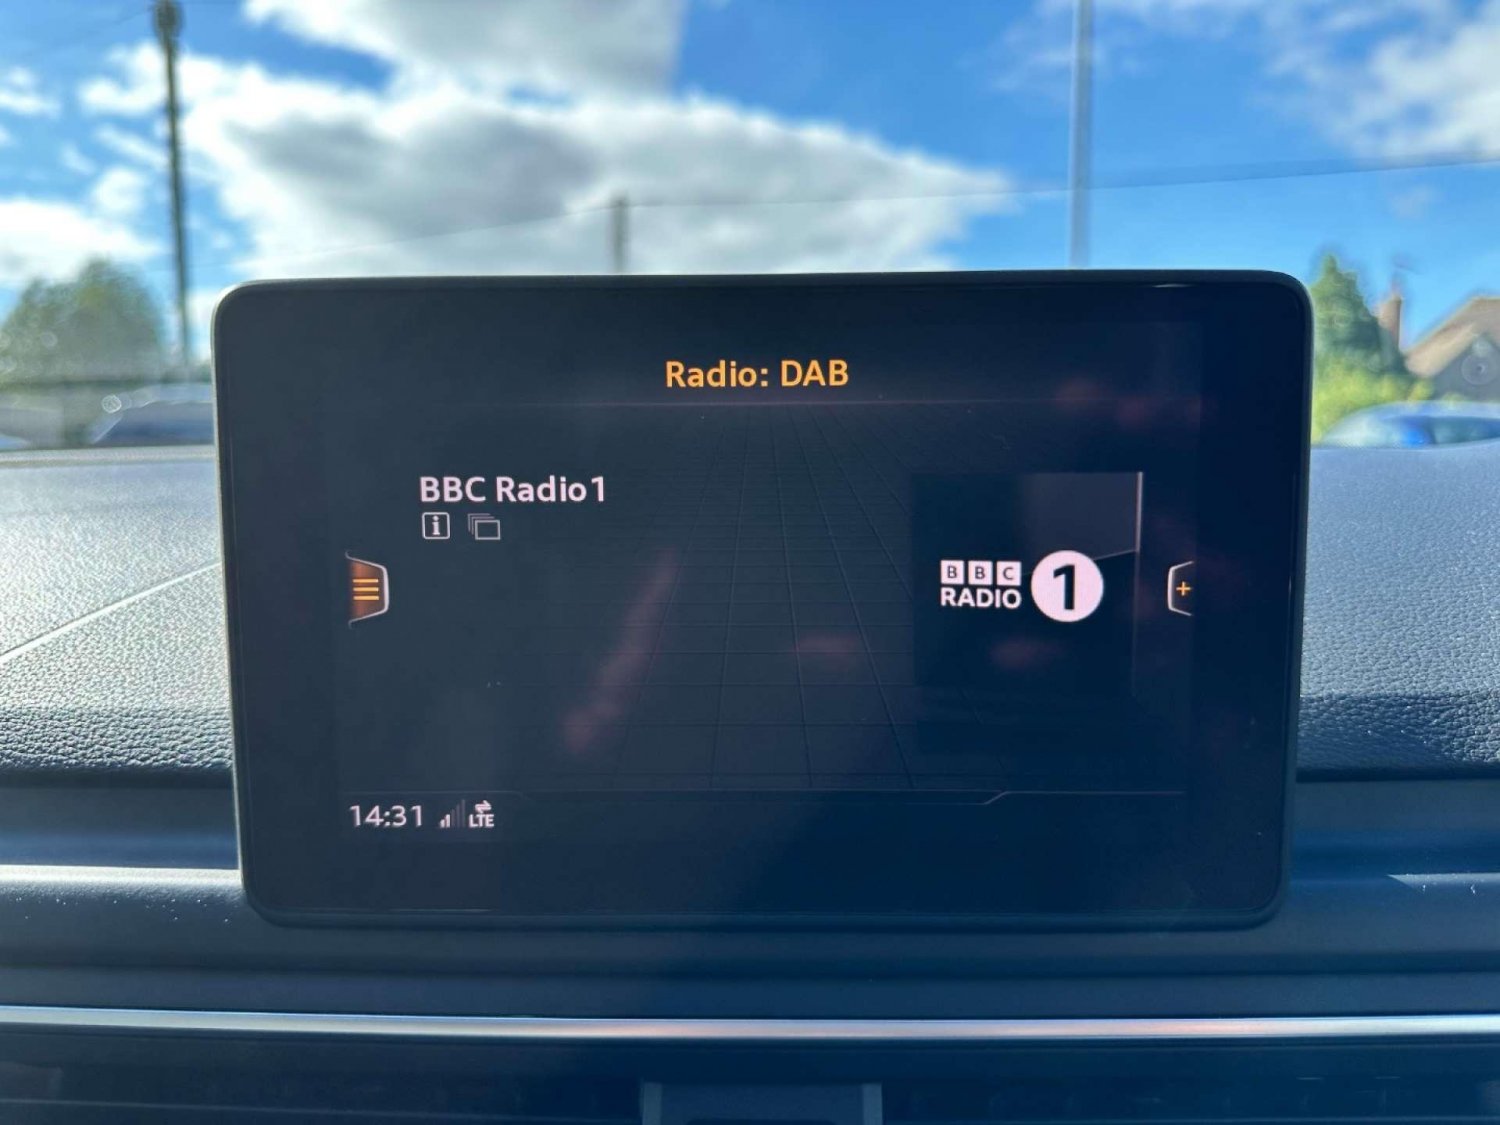 Radio: DAB
BBC Radio1
BBC
RADIO 1
14:31 LTE